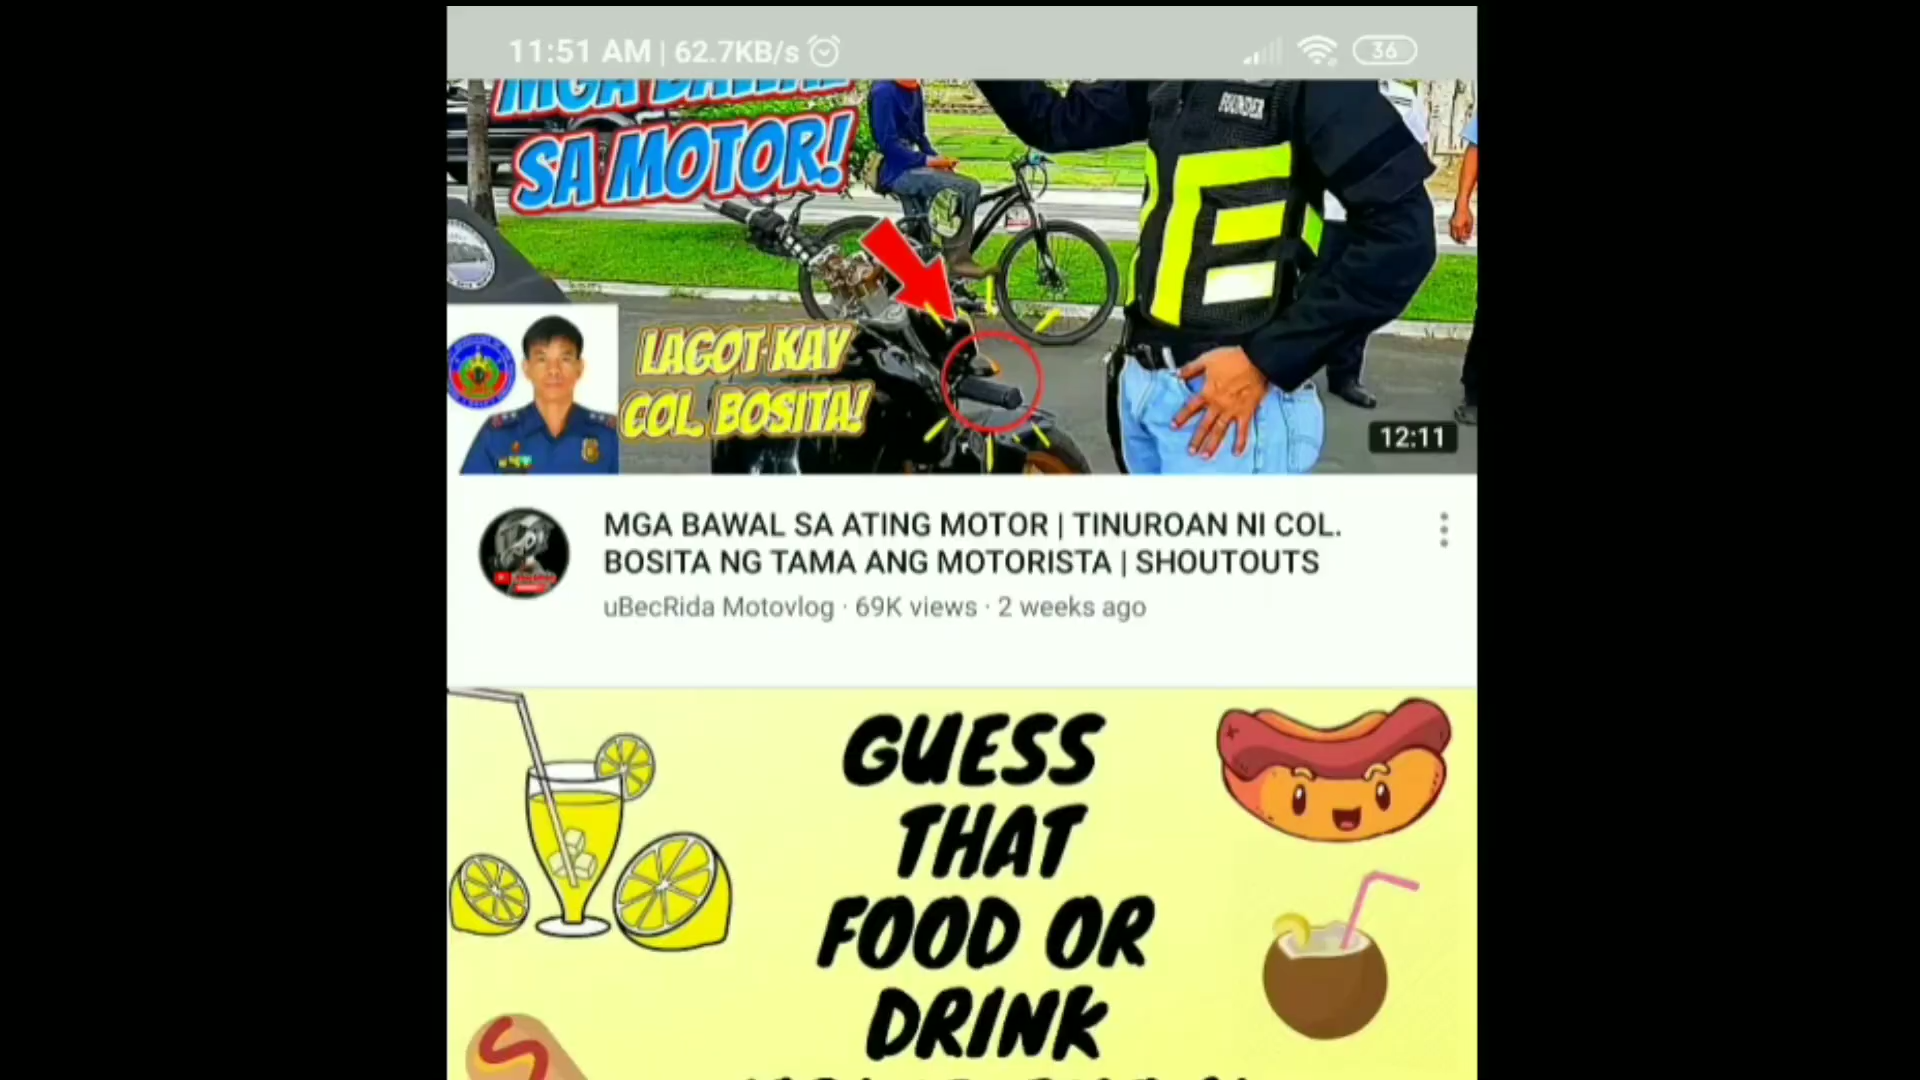 11:51 AM | 62.7KB/s
36
SA MOTOR!
FOUNDER
LAGOT KAY
COL. BOSITA!
12:11
MGA BAWAL SA ATING MOTOR | TINUROAN NI COL.
BOSITA NG TAMA ANG MOTORISTA | SHOUTOUTS
uBecRida Motovlog · 69K views · 2 weeks ago
GUESS
THAT
FOOD OR
DRINK